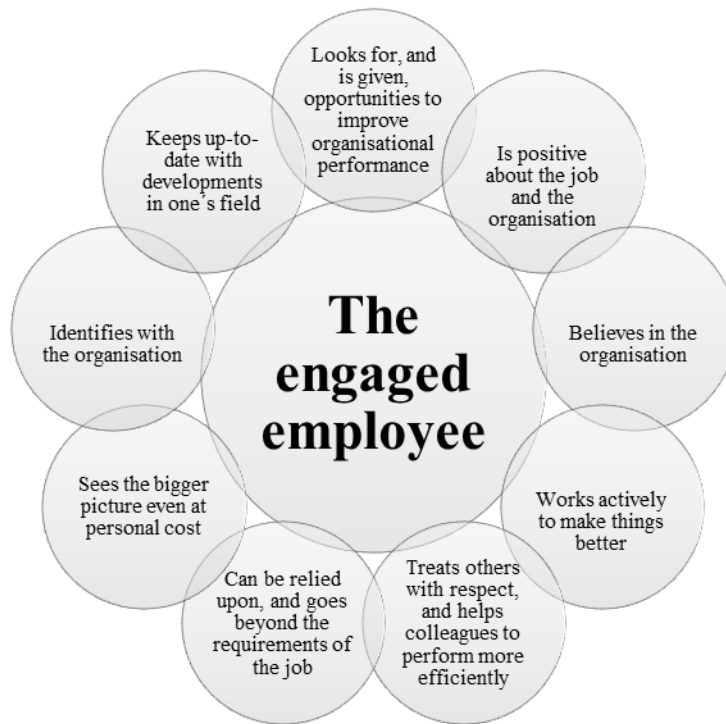 Looks for, and
is given,
opportunities to
improve
organisational
performance
Is positive
about the job
and the
organisation
Believes in the
organisation
Works actively
to make things
better
Treats others
with respect,
and helps
colleagues to
perform more
efficiently
Can be relied
upon, and goes
beyond the
requirements of
the job
Sees the bigger
picture even at
personal cost
Identifies with
the organisation
Keeps up-to-
date with
developments
in one´s field
The
engaged
employee